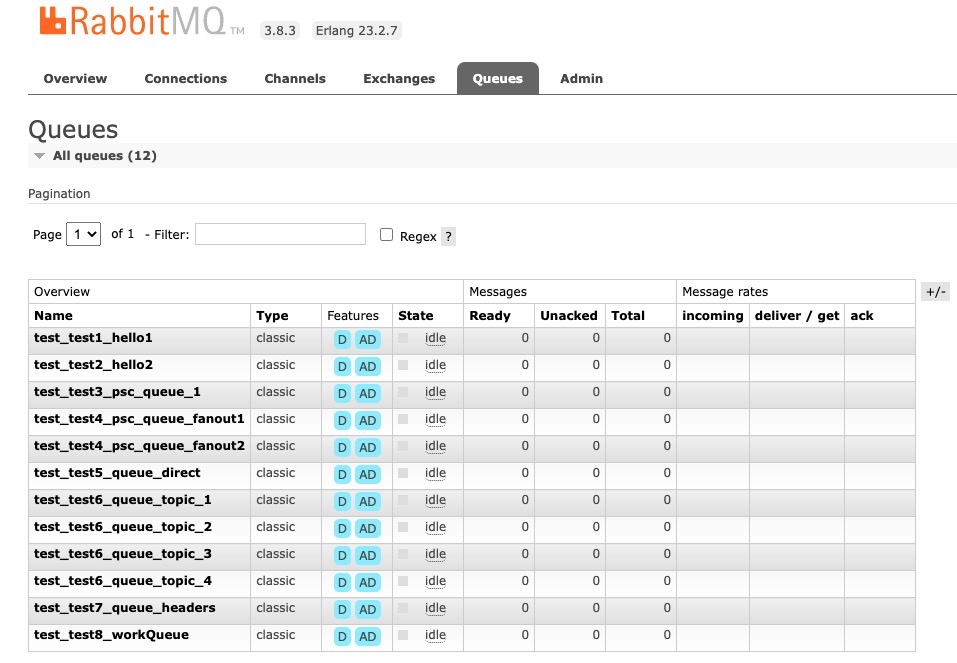 RabbitMQ TM 3.8.3 Erlang 23.2.7
Overview Connections Channels Exchanges Queues Admin
Queues
All queues (12)
Pagination
Page 1 of 1 - Filter: Regex ?
Overview Messages Message rates +/-
Name Type Features State Ready Unacked Total incoming deliver / get ack
test_test1_hello1 classic D AD idle 0 0 0
test_test2_hello2 classic D AD idle 0 0 0
test_test3_psc_queue_1 classic D AD idle 0 0 0
test_test4_psc_queue_fanout1 classic D AD idle 0 0 0
test_test4_psc_queue_fanout2 classic D AD idle 0 0 0
test_test5_queue_direct classic D AD idle 0 0 0
test_test6_queue_topic_1 classic D AD idle 0 0 0
test_test6_queue_topic_2 classic D AD idle 0 0 0
test_test6_queue_topic_3 classic D AD idle 0 0 0
test_test6_queue_topic_4 classic D AD idle 0 0 0
test_test7_queue_headers classic D AD idle 0 0 0
test_test8_workQueue classic D AD idle 0 0 0